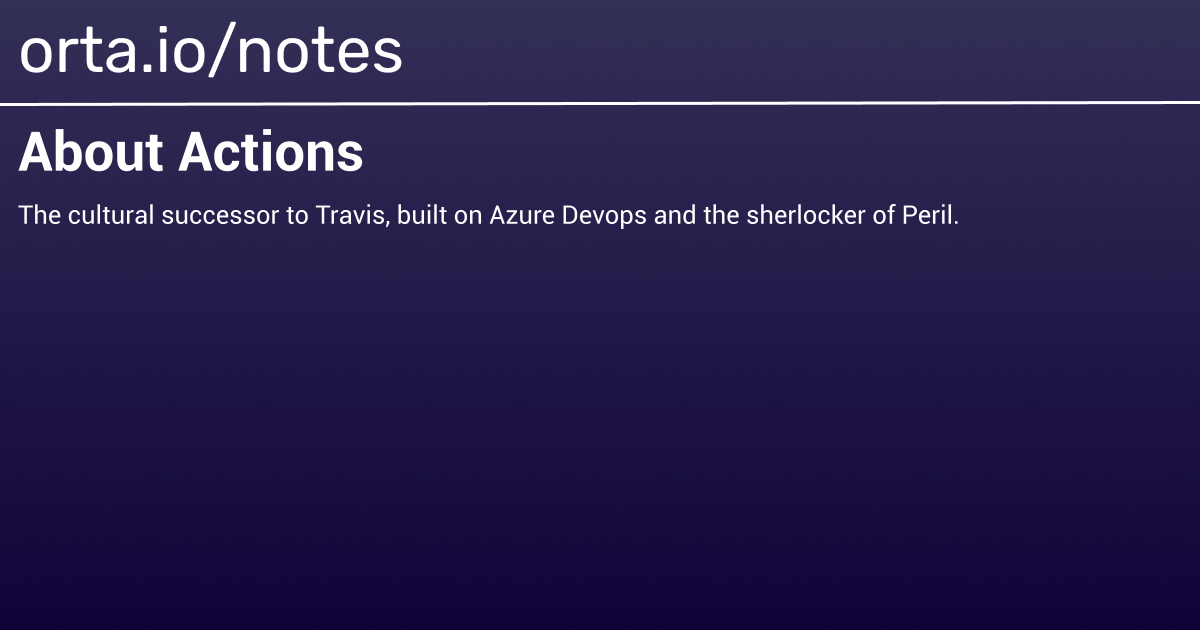 orta.io/notes
About Actions
The cultural successor to Travis, built on Azure Devops and the sherlocker of Peril.